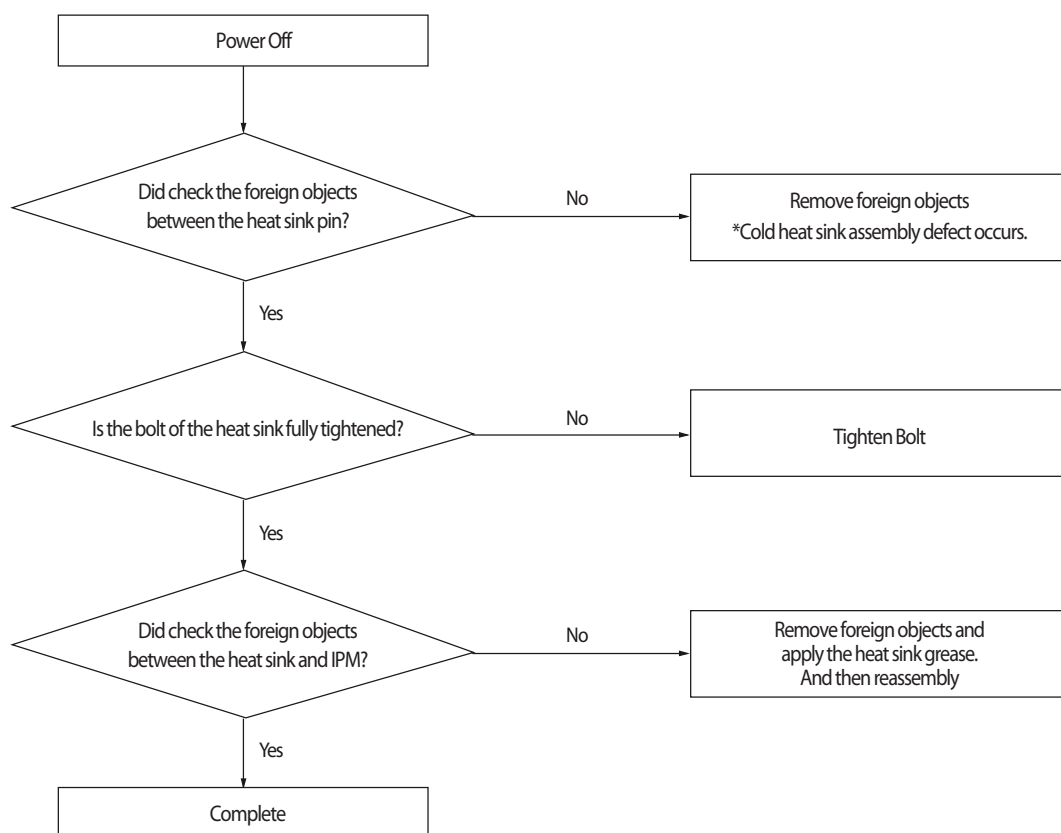 Power Off
Did check the foreign objects
between the heat sink pin?
No
Remove foreign objects
*Cold heat sink assembly defect occurs.
Yes
Is the bolt of the heat sink fully tightened?
No
Tighten Bolt
Yes
Did check the foreign objects
between the heat sink and IPM?
No
Remove foreign objects and
apply the heat sink grease.
And then reassembly
Yes
Complete